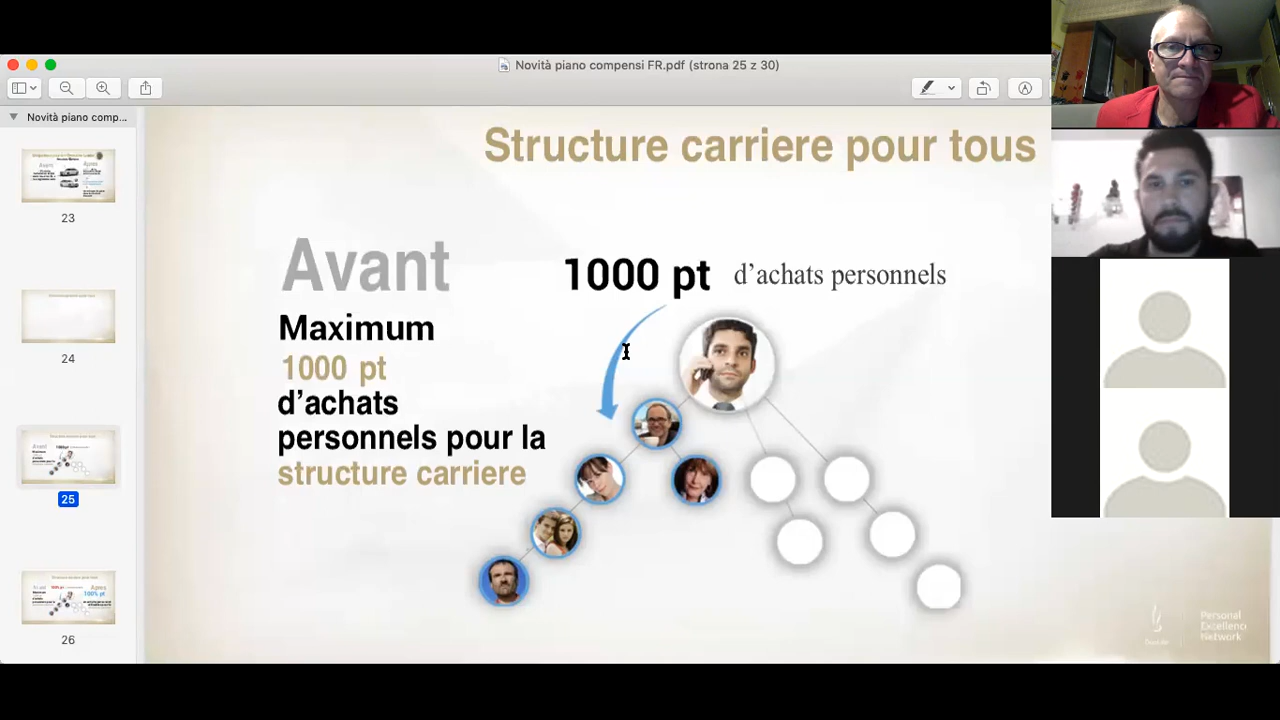 Novità piano compensi FR.pdf (strona 25 z 30)
Novità piano comp...
23
24
25
26
Structure carriere pour tous
Avant
1000 pt d'achats personnels
Maximum
1000 pt
d'achats
personnels pour la
structure carriere
Personal
Excellence
Network